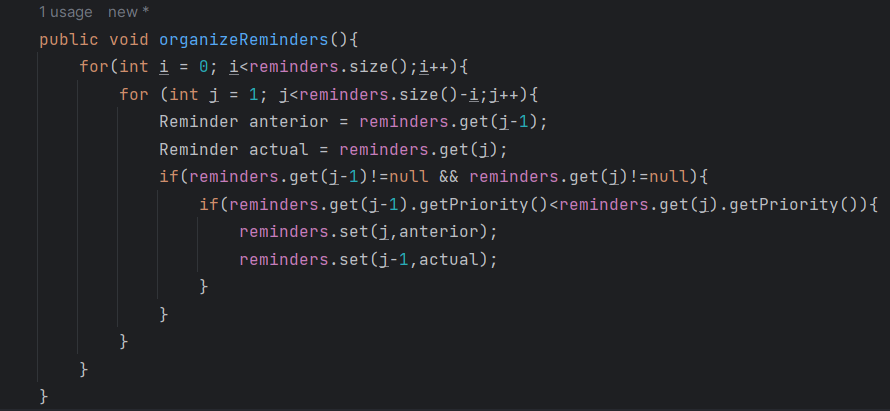 1 usage   new *
public void organizeReminders(){
    for(int i = 0; i<reminders.size();i++){
        for (int j = 1; j<reminders.size()-i;j++){
            Reminder anterior = reminders.get(j-1);
            Reminder actual = reminders.get(j);
            if(reminders.get(j-1)!=null && reminders.get(j)!=null){
                if(reminders.get(j-1).getPriority()<reminders.get(j).getPriority()){
                    reminders.set(j,anterior);
                    reminders.set(j-1,actual);
                }
            }
        }
    }
}